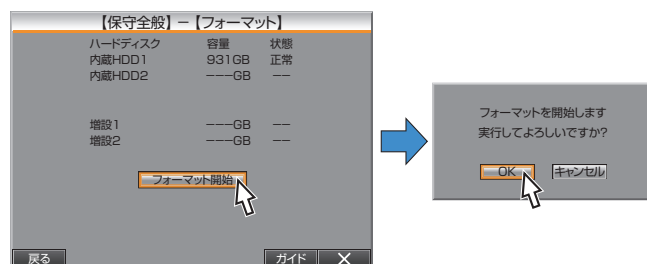 【保守全般】－【フォーマット】
ハードディスク 容量 状態
内蔵HDD1 931GB 正常
内蔵HDD2 −−−GB −−
増設1 −−−GB −−
増設2 −−−GB −−
フォーマット開始
戻る ガイド ×
フォーマットを開始します
実行してよろしいですか?
OK キャンセル